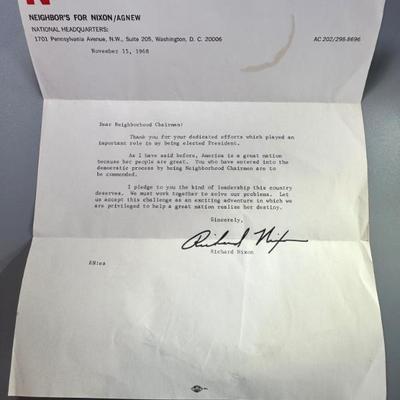 N
NEIGHBOR'S FOR NIXON/AGNEW
NATIONAL HEADQUARTERS:
1701 Pennsylvania Avenue, N.W., Suite 205, Washington, D. C. 20006 AC 202/298-8696
November 15, 1968
Dear Neighborhood Chairman:
Thank you for your dedicated efforts which played an
important role in my being elected President.
As I have said before, America is a great nation
because her people are great. You who have entered into the
democratic process by being Neighborhood Chairmen are to
be commended.
I pledge to you the kind of leadership this country
deserves. We must work together to solve our problems. Let
us accept this challenge as an exciting adventure in which we
are privileged to help a great nation realize her destiny.
Sincerely,
Richard Nixon
Richard Nixon